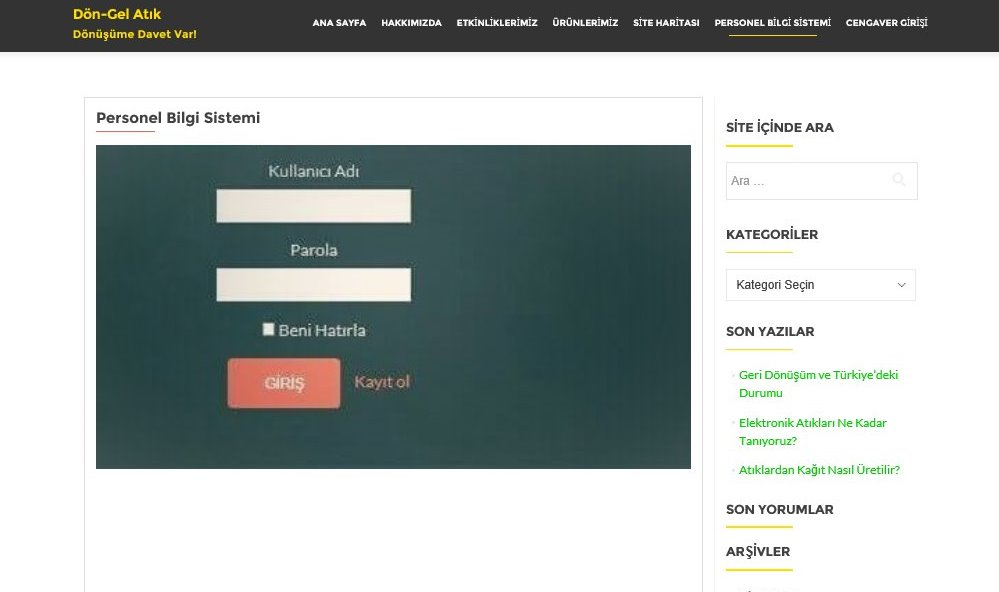 Dön-Gel Atık
Dönüşüme Davet Var!
ANA SAYFA HAKKIMIZDA ETKİNLİKLERİMİZ ÜRÜNLERİMİZ SİTE HARİTASI PERSONEL BİLGİ SİSTEMİ CENGAVER GİRİŞİ
Personel Bilgi Sistemi
Kullanıcı Adı
Parola
Beni Hatırla
GİRİŞ Kayıt ol
SİTE İÇİNDE ARA
Ara ...
KATEGORİLER
Kategori Seçin
SON YAZILAR
Geri Dönüşüm ve Türkiye'deki
Durumu
Elektronik Atıkları Ne Kadar
Tanıyoruz?
Atıklardan Kağıt Nasıl Üretilir?
SON YORUMLAR
ARŞİVLER